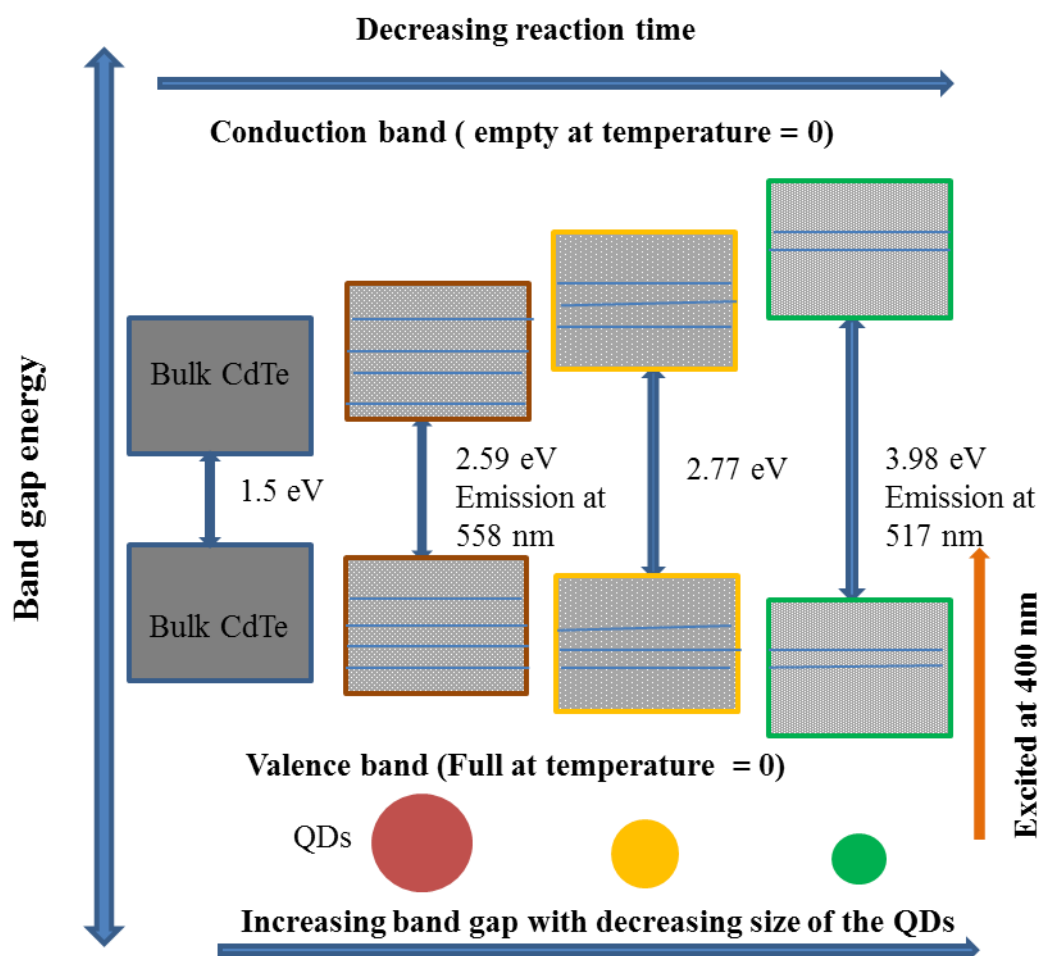 Decreasing reaction time
Conduction band ( empty at temperature = 0)
Band gap energy
Bulk CdTe
1.5 eV
Bulk CdTe
2.59 eV
Emission at
558 nm
2.77 eV
3.98 eV
Emission at
517 nm
Excited at 400 nm
Valence band (Full at temperature = 0)
QDs
Increasing band gap with decreasing size of the QDs